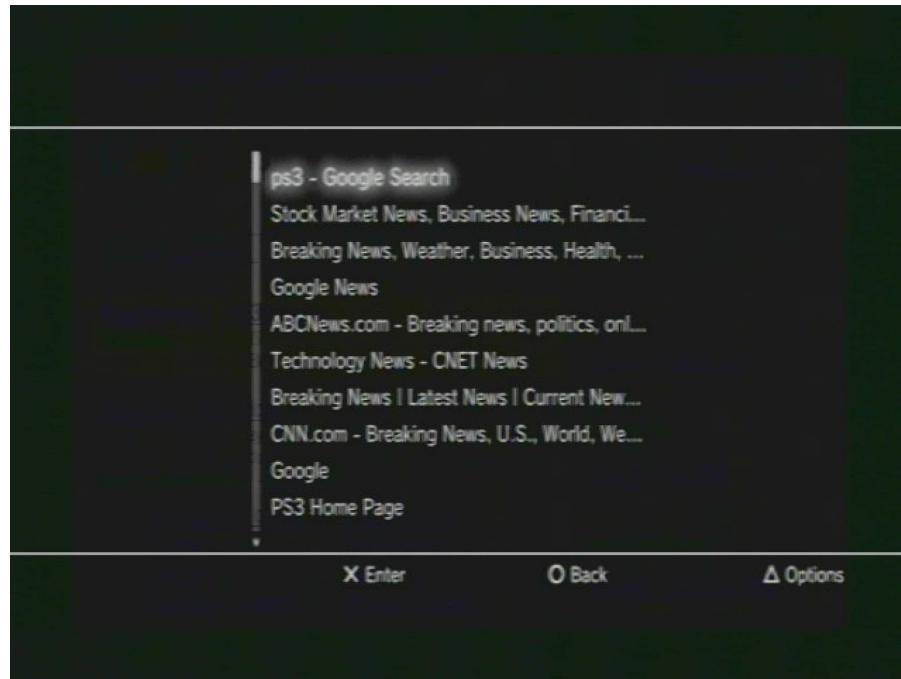 ps3 - Google Search
Stock Market News, Business News, Financi...
Breaking News, Weather, Business, Health, ...
Google News
ABCNews.com - Breaking news, politics, onl...
Technology News - CNET News
Breaking News | Latest News | Current New...
CNN.com - Breaking News, U.S., World, We...
Google
PS3 Home Page
X Enter O Back Δ Options